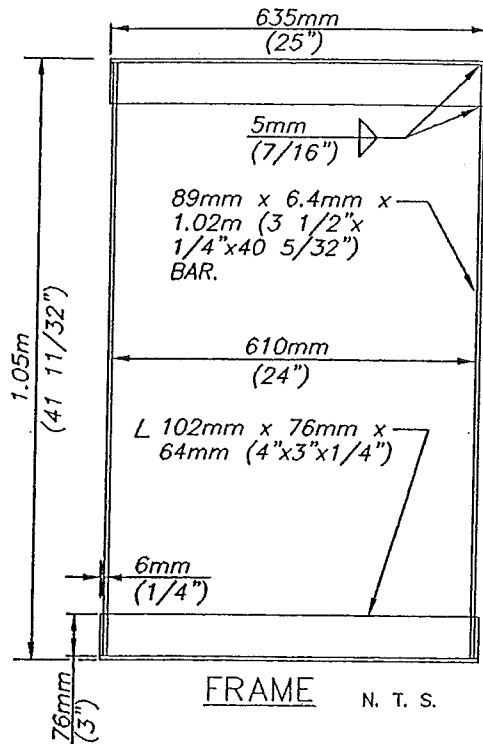 635mm
(25")
5mm
(7/16")
89mm x 6.4mm x
1.02m (3 1/2"x
1/4"x40 5/32")
BAR.
1.05m
(41 11/32")
610mm
(24")
L 102mm x 76mm x
64mm (4"x3"x1/4")
6mm
(1/4")
76mm
(3")
FRAME N. T. S.